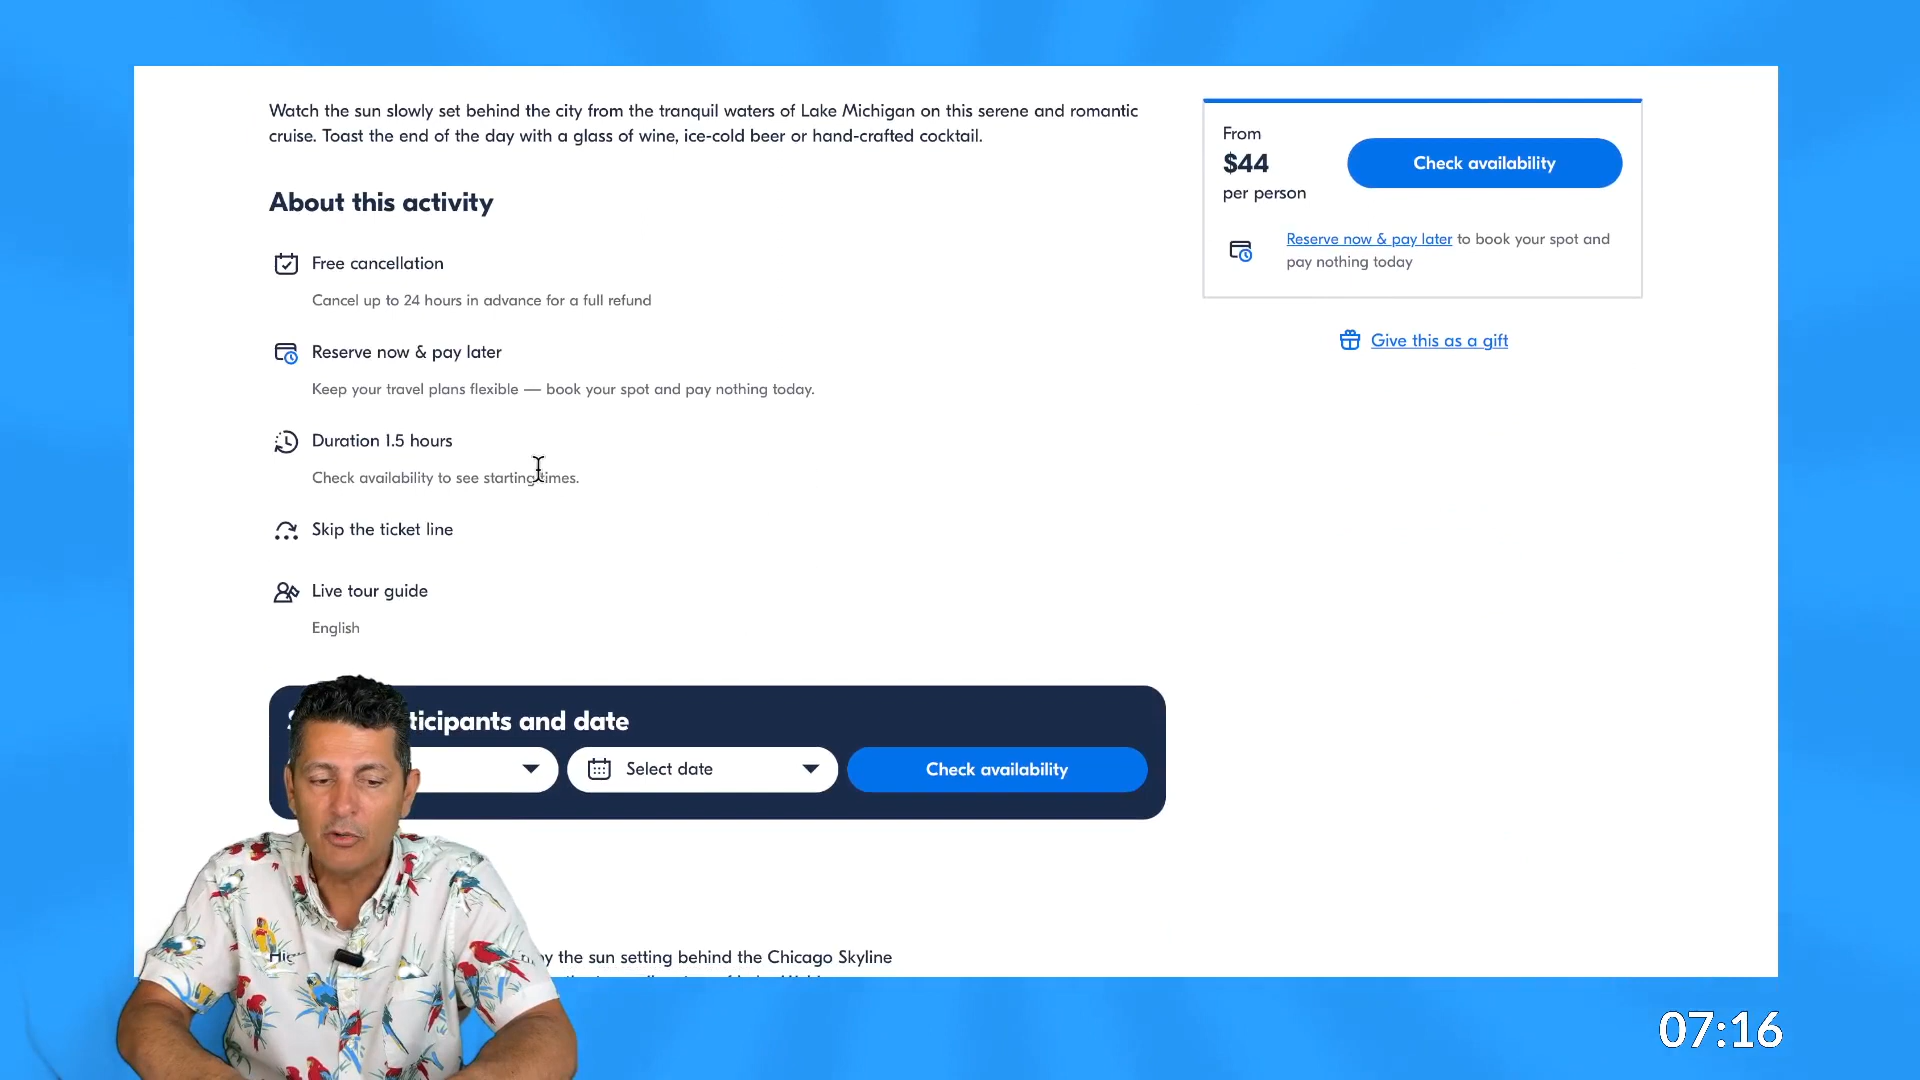 Watch the sun slowly set behind the city from the tranquil waters of Lake Michigan on this serene and romantic
cruise. Toast the end of the day with a glass of wine, ice-cold beer or hand-crafted cocktail.
About this activity
Free cancellation
Cancel up to 24 hours in advance for a full refund
Reserve now & pay later
Keep your travel plans flexible — book your spot and pay nothing today.
Duration 1.5 hours
Check availability to see starting times.
Skip the ticket line
Live tour guide
English
ticipants and date
Select date
Check availability
the sun setting behind the Chicago Skyline
From
$44
per person
Check availability
Reserve now & pay later to book your spot and
pay nothing today
Give this as a gift
07:16